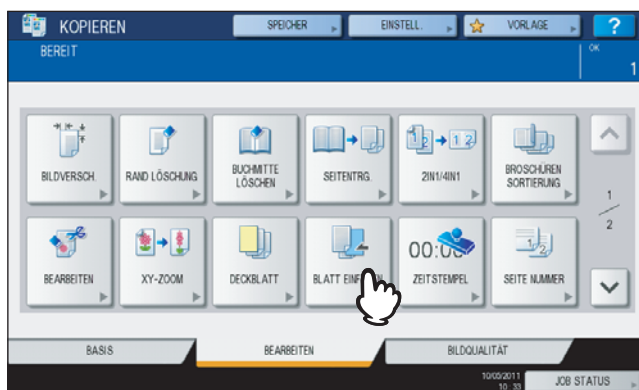 KOPIEREN
SPEICHER
EINSTELL.
VORLAGE
?
BEREIT
OK
1
BILDVERSCH.
RAND LÖSCHUNG
BUCHMITTE
LÖSCHEN
SEITENTRG.
2IN1/4IN1
BROSCHÜREN
SORTIERUNG
1
2
BEARBEITEN
XY-ZOOM
DECKBLATT
BLATT
ZEITSTEMPEL
SEITE NUMMER
BASIS
BEARBEITEN
BILDQUALITÄT
10/05/2011
10:33
JOB STATUS